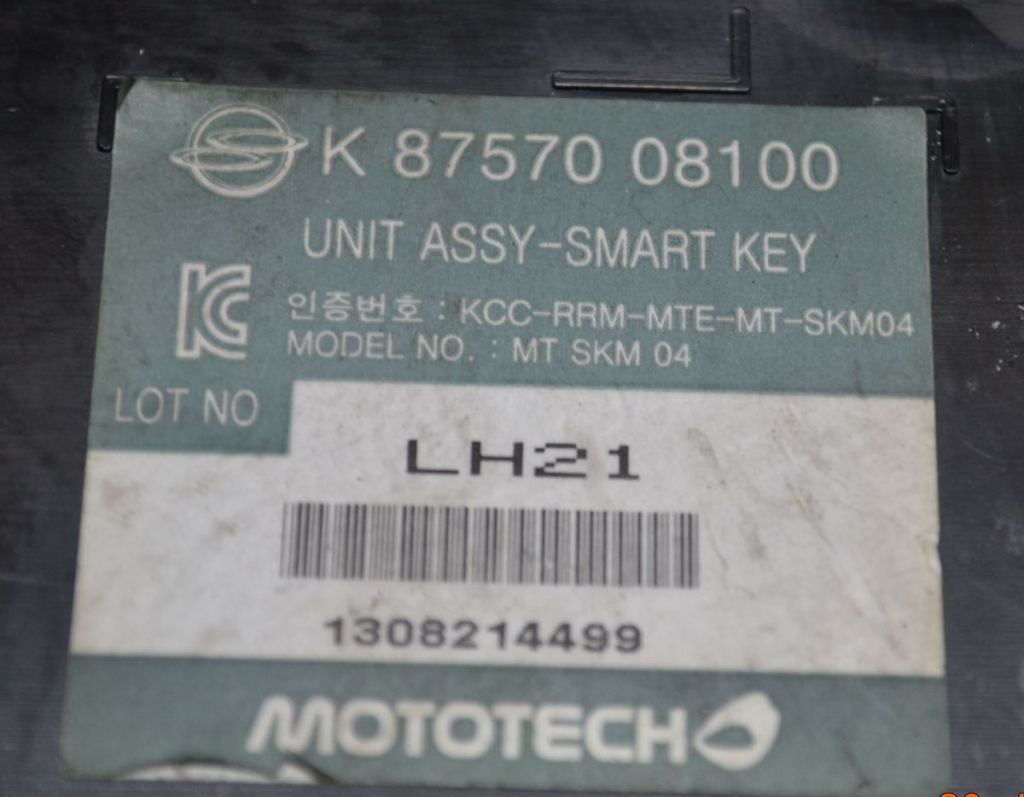 K 87570 08100
UNIT ASSY-SMART KEY
인증번호 : KCC-RRM-MTE-MT-SKM04
MODEL NO. : MT SKM 04
LOT NO
LH21
1308214499
MOTOTECH